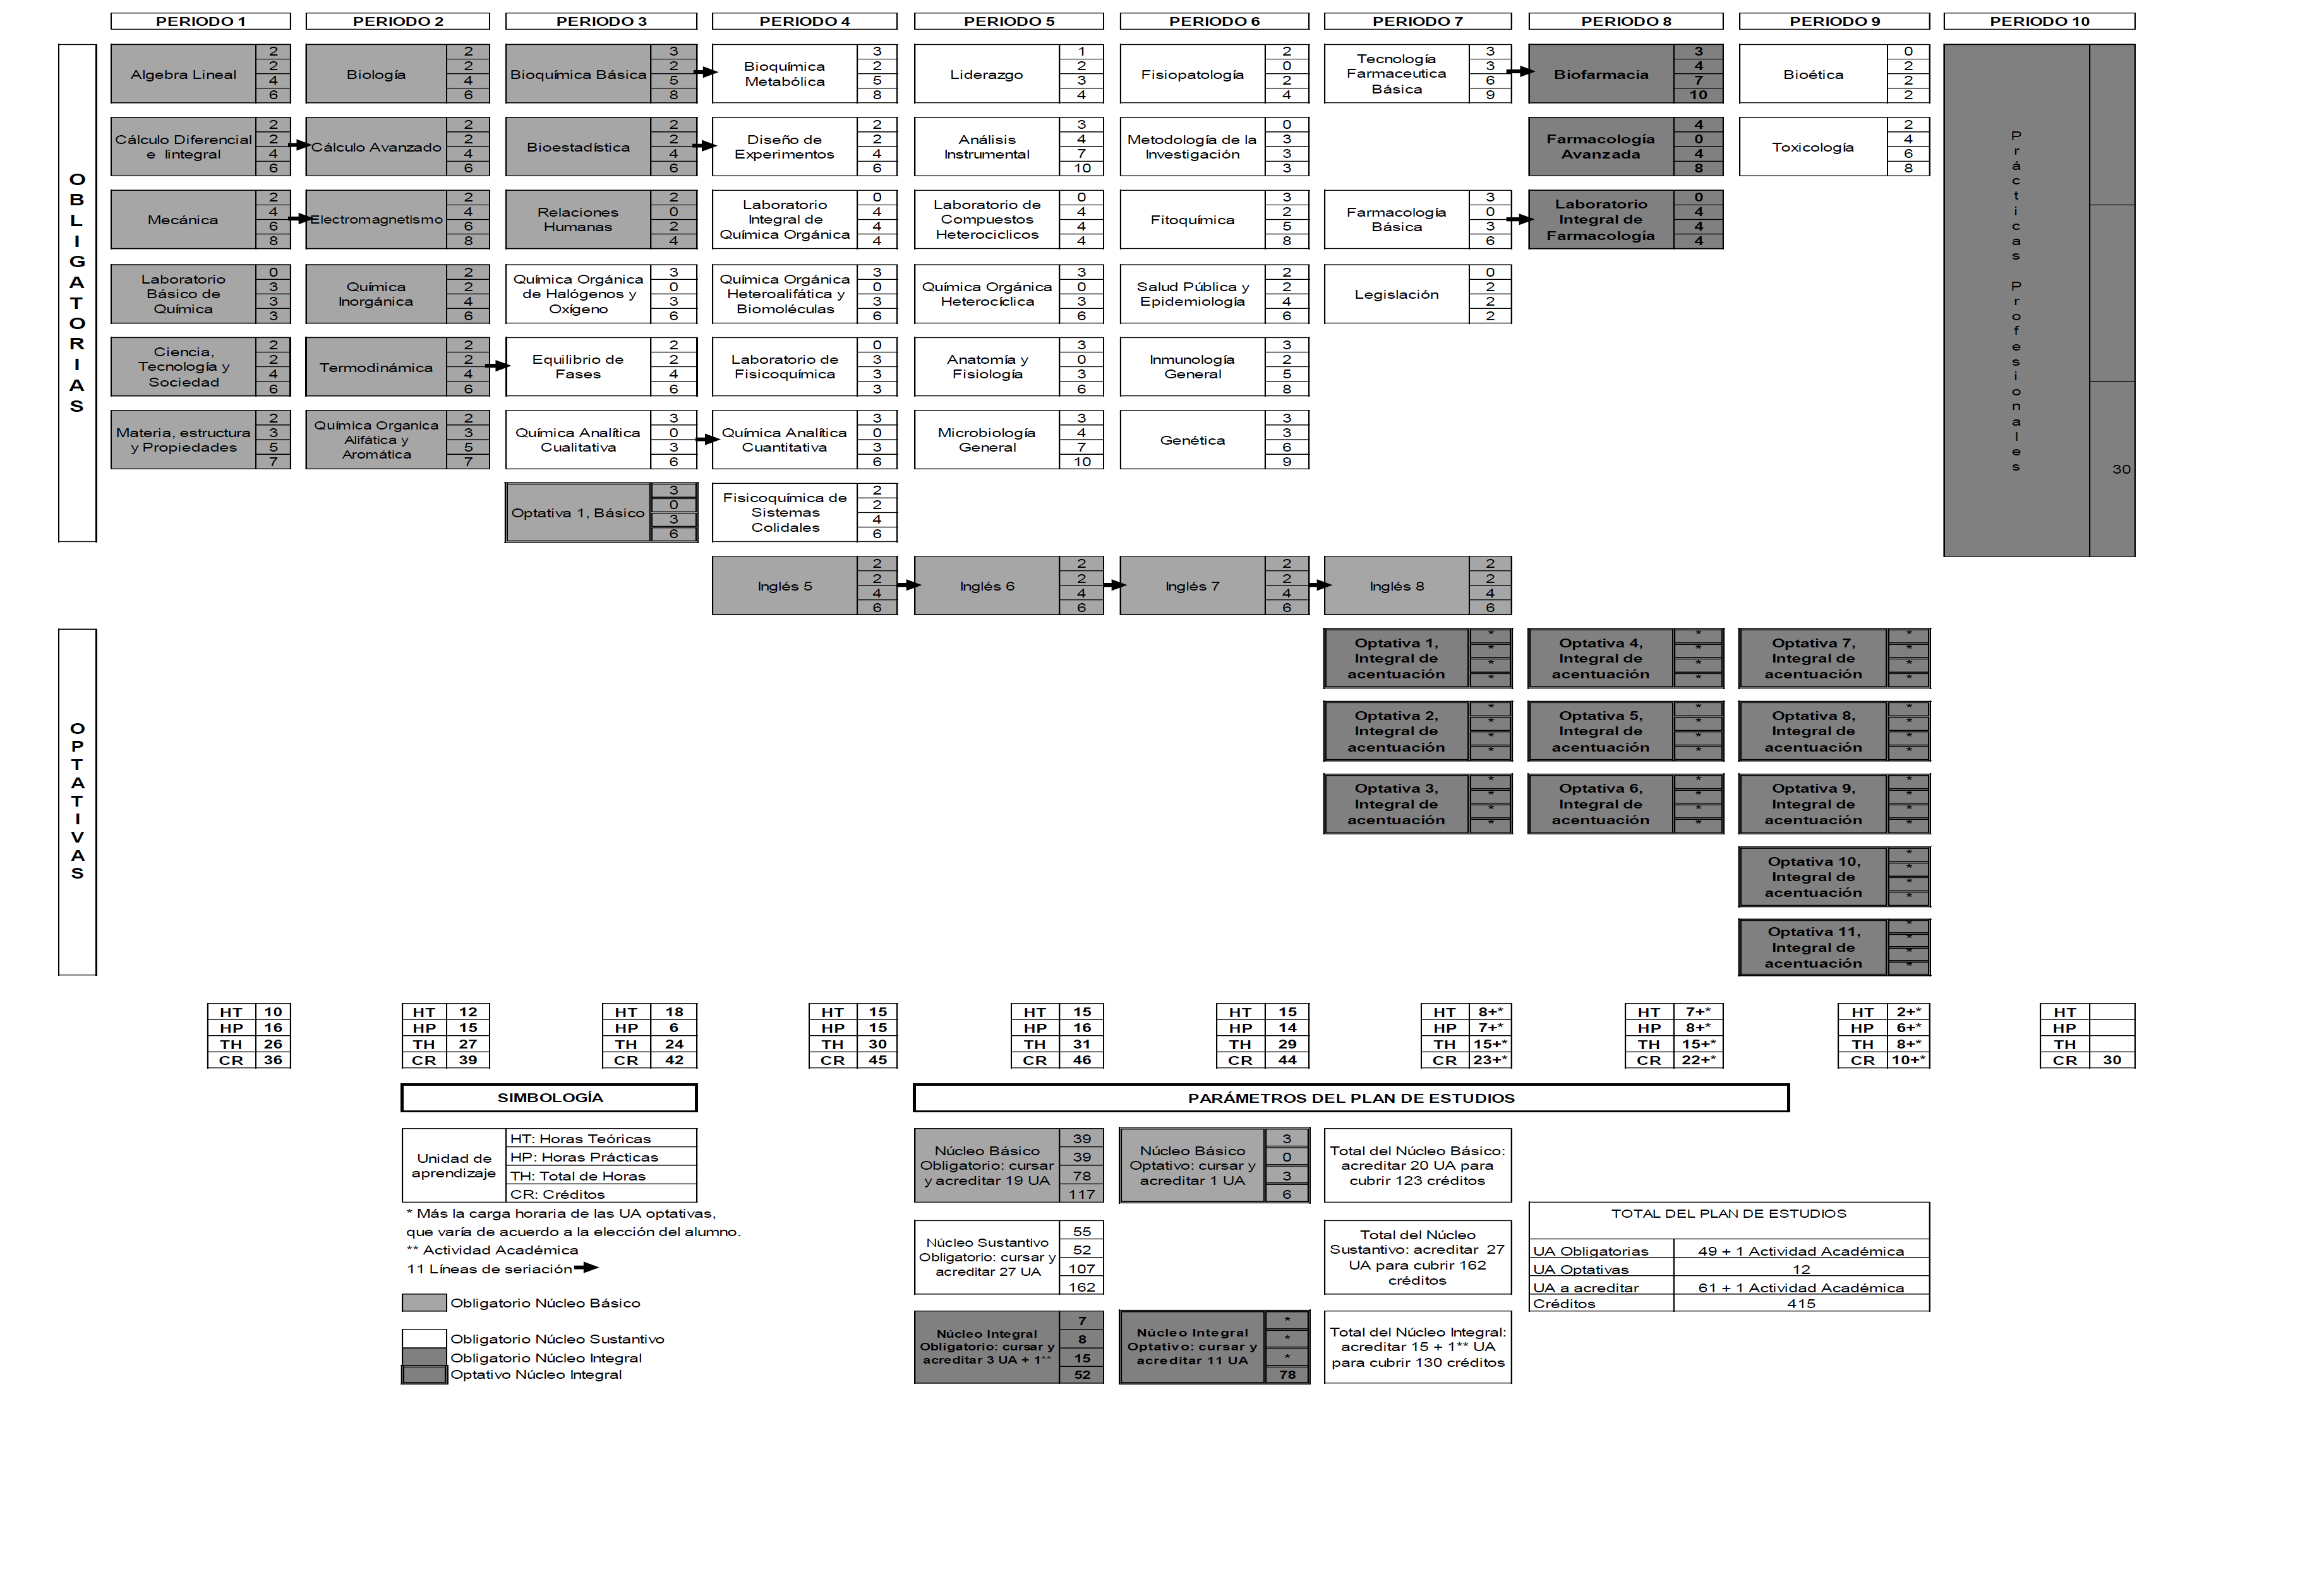 PERIODO 1
PERIODO 2
PERIODO 3
PERIODO 4
PERIODO 5
PERIODO 6
PERIODO 7
PERIODO 8
PERIODO 9
PERIODO 10
OBLIGATORIAS
Algebra Lineal
2
2
4
6
Cálculo Diferencial
e lintegral
2
2
4
6
Mecánica
2
4
6
8
Laboratorio
Básico de
Química
0
3
3
3
Ciencia,
Tecnología y
Sociedad
2
2
4
6
Materia, estructura
y Propiedades
2
3
5
7
Biología
2
2
4
6
Cálculo Avanzado
2
2
4
6
Electromagnetismo
2
4
6
8
Química
Inorgánica
2
2
4
6
Termodinámica
2
2
4
6
Química Organica
Alifática y
Aromática
2
3
5
7
Bioquímica Básica
3
2
5
8
Bioestadística
2
2
4
6
Relaciones
Humanas
2
0
2
4
Química Orgánica
de Halógenos y
Oxígeno
3
0
3
6
Equilibrio de
Fases
2
2
4
6
Química Analítica
Cualitativa
3
0
3
6
Optativa 1, Básico
3
0
3
6
Bioquímica
Metabólica
3
2
5
8
Diseño de
Experimentos
2
2
4
6
Laboratorio
Integral de
Química Orgánica
0
4
4
4
Química Orgánica
Heteroalifática y
Biomoléculas
3
0
3
6
Laboratorio de
Fisicoquímica
0
3
3
3
Química Analítica
Cuantitativa
3
0
3
6
Fisicoquímica de
Sistemas
Colidales
2
2
4
6
Inglés 5
2
2
4
6
Liderazgo
1
2
3
4
Análisis
Instrumental
3
4
7
10
Laboratorio de
Compuestos
Heterociclicos
0
4
4
4
Química Orgánica
Heterocíclica
3
0
3
6
Anatomía y
Fisiología
3
0
3
6
Microbiología
General
3
4
7
10
Inglés 6
2
2
4
6
Fisiopatología
2
0
2
4
Metodología de la
Investigación
0
3
3
3
Fitoquímica
3
2
5
8
Salud Pública y
Epidemiología
2
2
4
6
Inmunología
General
3
2
5
8
Genética
3
3
6
9
Inglés 7
2
2
4
6
Tecnología
Farmaceutica
Básica
3
3
6
9
Farmacología
Básica
3
0
3
6
Legislación
0
2
2
2
Inglés 8
2
2
4
6
Biofarmacia
3
4
7
10
Farmacología
Avanzada
4
0
4
8
Laboratorio
Integral de
Farmacología
0
4
4
4
Bioética
0
2
2
2
Toxicología
2
4
6
8
Prácticas Profesionales
30
OPTATIVAS
Optativa 1,
Integral de
acentuación
*
*
*
*
Optativa 2,
Integral de
acentuación
*
*
*
*
Optativa 3,
Integral de
acentuación
*
*
*
*
Optativa 4,
Integral de
acentuación
*
*
*
*
Optativa 5,
Integral de
acentuación
*
*
*
*
Optativa 6,
Integral de
acentuación
*
*
*
*
Optativa 7,
Integral de
acentuación
*
*
*
*
Optativa 8,
Integral de
acentuación
*
*
*
*
Optativa 9,
Integral de
acentuación
*
*
*
*
Optativa 10,
Integral de
acentuación
*
*
*
*
Optativa 11,
Integral de
acentuación
*
*
*
*
HT 10
HP 16
TH 26
CR 36
HT 12
HP 15
TH 27
CR 39
HT 18
HP 6
TH 24
CR 42
HT 15
HP 15
TH 30
CR 45
HT 15
HP 16
TH 31
CR 46
HT 15
HP 14
TH 29
CR 44
HT 8+*
HP 7+*
TH 15+*
CR 23+*
HT 7+*
HP 8+*
TH 15+*
CR 22+*
HT 2+*
HP 6+*
TH 8+*
CR 10+*
HT
HP
TH
CR 30
SIMBOLOGÍA
Unidad de
aprendizaje
HT: Horas Teóricas
HP: Horas Prácticas
TH: Total de Horas
CR: Créditos
* Más la carga horaria de las UA optativas,
que varía de acuerdo a la elección del alumno.
** Actividad Académica
11 Líneas de seriación
Obligatorio Núcleo Básico
Obligatorio Núcleo Sustantivo
Obligatorio Núcleo Integral
Optativo Núcleo Integral
PARÁMETROS DEL PLAN DE ESTUDIOS
Núcleo Básico
Obligatorio: cursar
y acreditar 19 UA
39
39
78
117
Núcleo Básico
Optativo: cursar y
acreditar 1 UA
3
0
3
6
Total del Núcleo Básico:
acreditar 20 UA para
cubrir 123 créditos
Núcleo Sustantivo
Obligatorio: cursar y
acreditar 27 UA
55
52
107
162
Total del Núcleo
Sustantivo: acreditar 27
UA para cubrir 162
créditos
Núcleo Integral
Obligatorio: cursar y
acreditar 3 UA + 1**
7
8
15
52
Núcleo Integral
Optativo: cursar y
acreditar 11 UA
*
*
*
78
Total del Núcleo Integral:
acreditar 15 + 1** UA
para cubrir 130 créditos
TOTAL DEL PLAN DE ESTUDIOS
UA Obligatorias 49 + 1 Actividad Académica
UA Optativas 12
UA a acreditar 61 + 1 Actividad Académica
Créditos 415